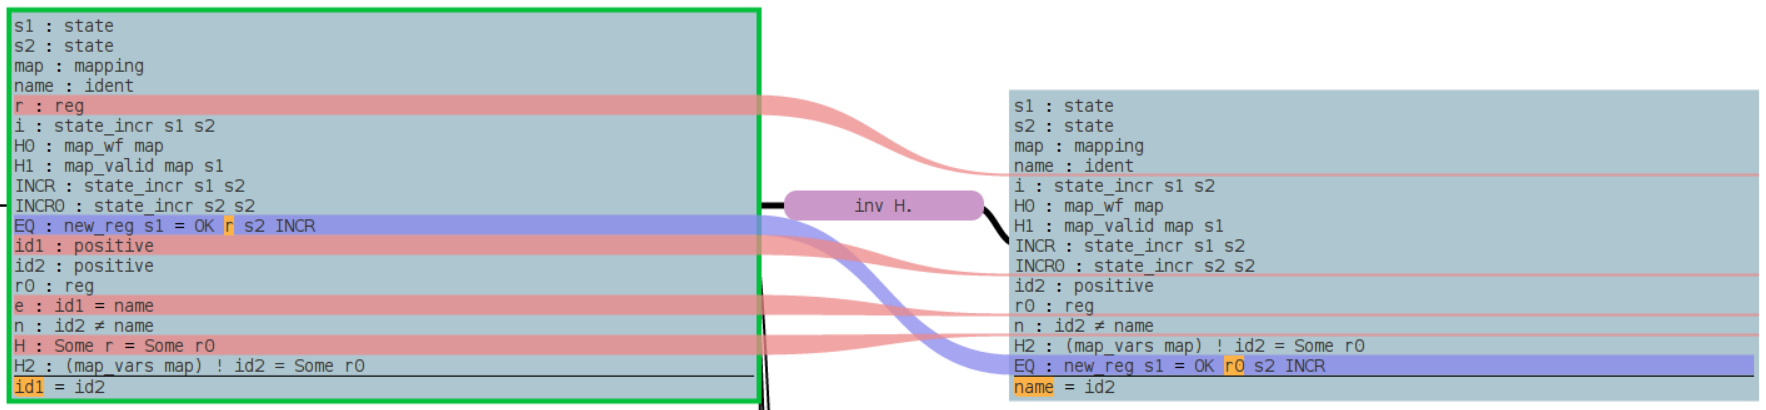 s1 : state
s2 : state
map : mapping
name : ident
r : reg
i : state_incr s1 s2
H0 : map_wf map
H1 : map_valid map s1
INCR : state_incr s1 s2
INCR0 : state_incr s2 s2
EQ : new_reg s1 = OK r s2 INCR
id1 : positive
id2 : positive
r0 : reg
e : id1 = name
n : id2 ≠ name
H : Some r = Some r0
H2 : (map_vars map) ! id2 = Some r0
id1 = id2
inv H.
s1 : state
s2 : state
map : mapping
name : ident
i : state_incr s1 s2
H0 : map_wf map
H1 : map_valid map s1
INCR : state_incr s1 s2
INCR0 : state_incr s2 s2
id2 : positive
r0 : reg
n : id2 ≠ name
H2 : (map_vars map) ! id2 = Some r0
EQ : new_reg s1 = OK r0 s2 INCR
name = id2